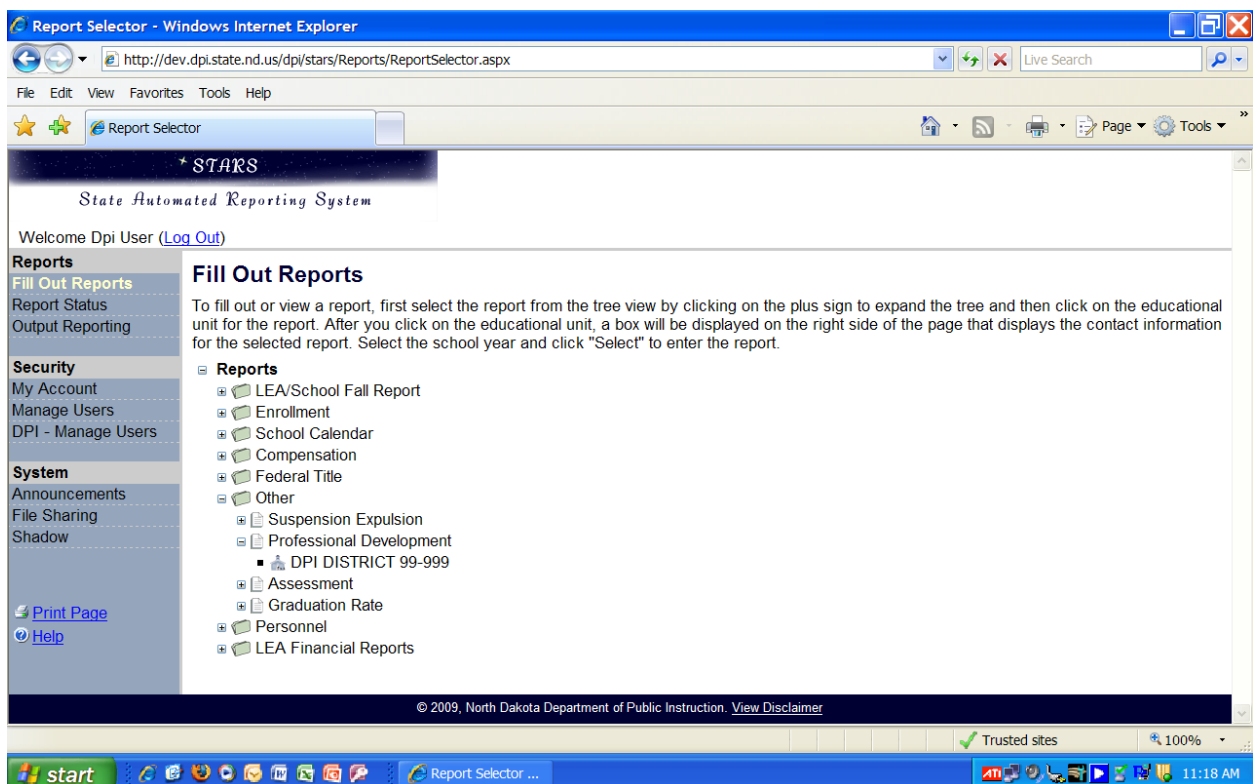 Report Selector - Windows Internet Explorer
http://dev.dpi.state.nd.us/dpi/stars/Reports/ReportSelector.aspx
Live Search
File Edit View Favorites Tools Help
Report Selector
Page Tools »
STARS
State Automated Reporting System
Welcome Dpi User (Log Out)
Reports
Fill Out Reports
Report Status
Output Reporting
Security
My Account
Manage Users
DPI - Manage Users
System
Announcements
File Sharing
Shadow
Print Page
Help
Fill Out Reports
To fill out or view a report, first select the report from the tree view by clicking on the plus sign to expand the tree and then click on the educational
unit for the report. After you click on the educational unit, a box will be displayed on the right side of the page that displays the contact information
for the selected report. Select the school year and click "Select" to enter the report.
Reports
LEA/School Fall Report
Enrollment
School Calendar
Compensation
Federal Title
Other
Suspension Expulsion
Professional Development
DPI DISTRICT 99-999
Assessment
Graduation Rate
Personnel
LEA Financial Reports
© 2009, North Dakota Department of Public Instruction. View Disclaimer
Trusted sites
100%
start
Report Selector ...
ATI
11:18 AM